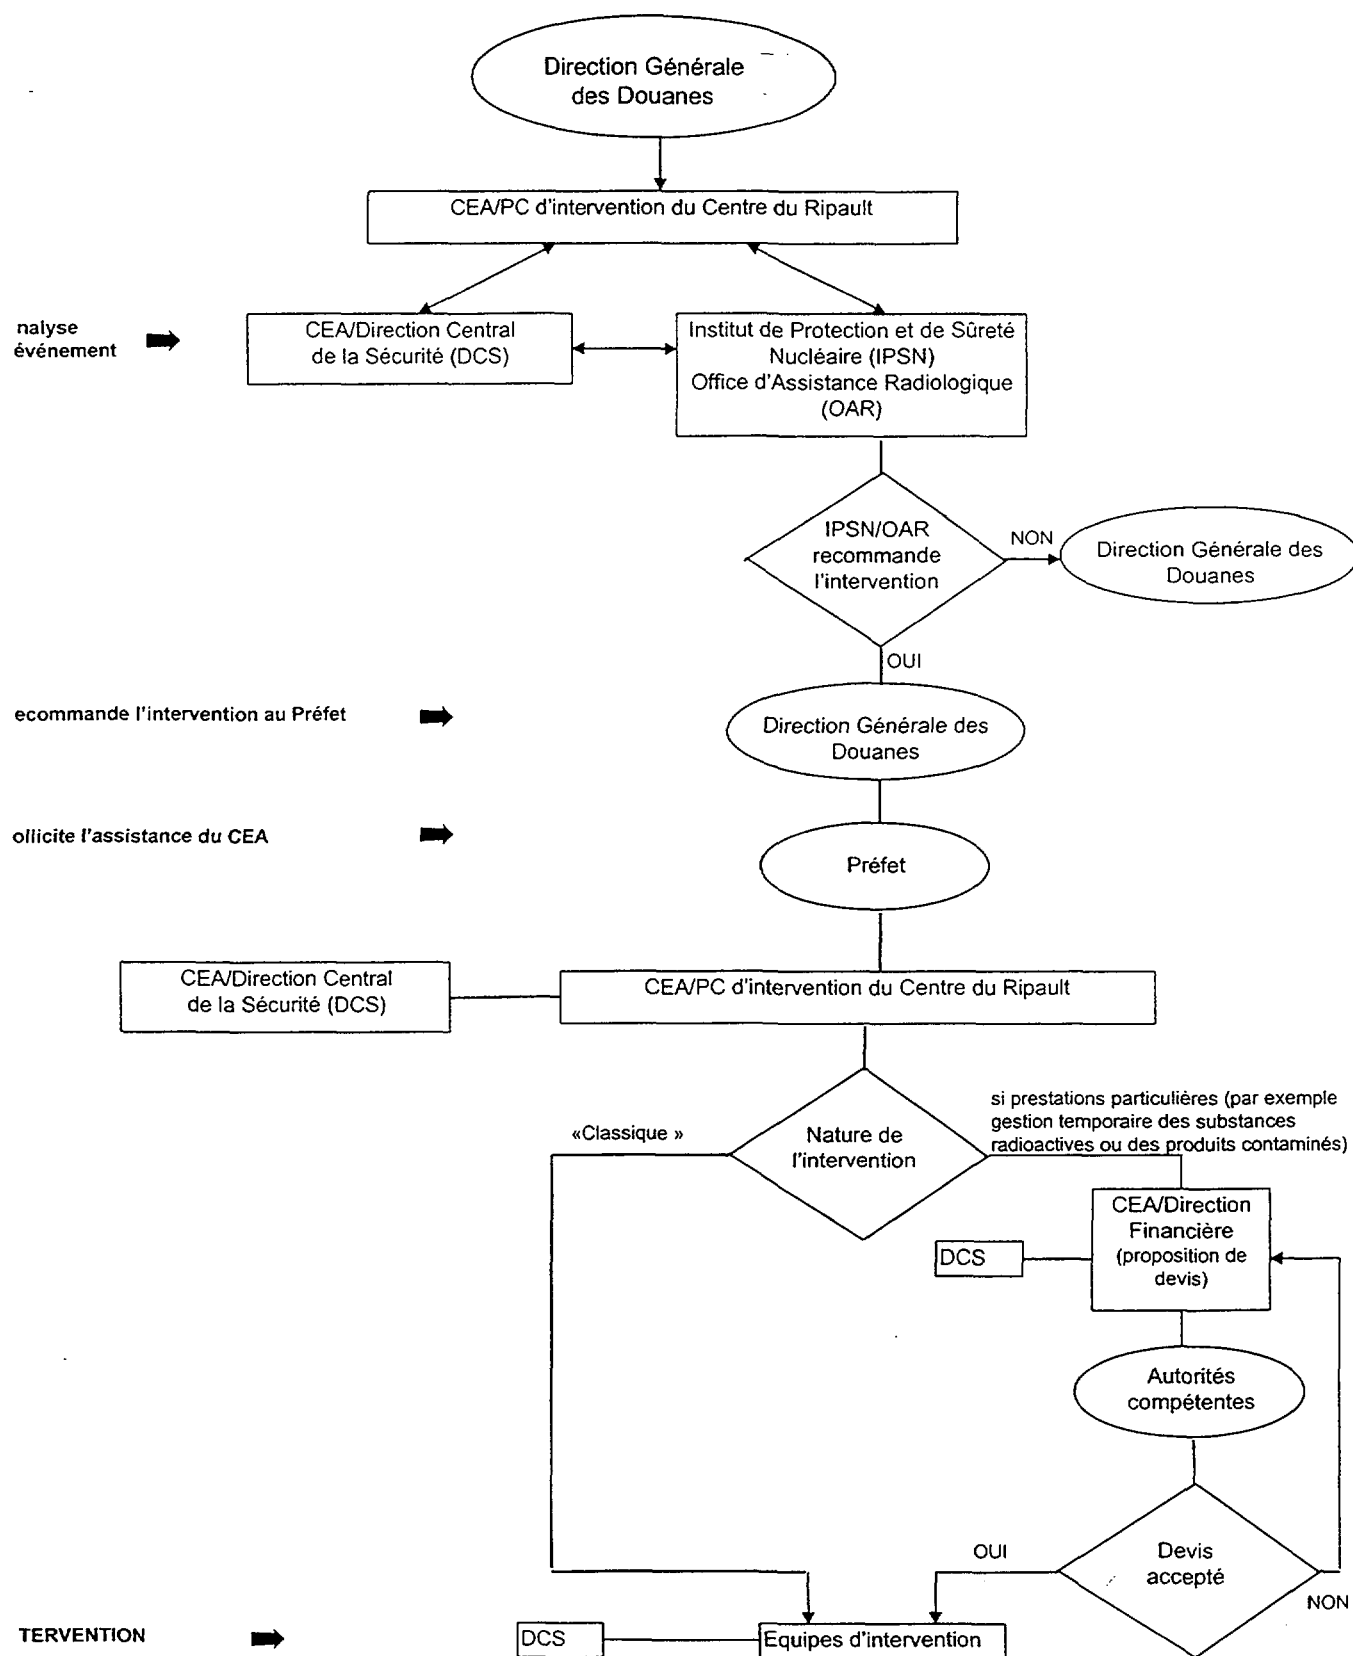 Direction Générale
des Douanes
CEA/PC d'intervention du Centre du Ripault
nalyse
événement
CEA/Direction Central
de la Sécurité (DCS)
Institut de Protection et de Sûreté
Nucléaire (IPSN)
Office d'Assistance Radiologique
(OAR)
IPSN/OAR
recommande
l'intervention
NON
Direction Générale des
Douanes
OUI
ecommande l'intervention au Préfet
Direction Générale des
Douanes
ollicite l'assistance du CEA
Préfet
CEA/Direction Central
de la Sécurité (DCS)
CEA/PC d'intervention du Centre du Ripault
si prestations particulières (par exemple
gestion temporaire des substances
radioactives ou des produits contaminés)
«Classique »
Nature de
l'intervention
CEA/Direction
Financière
(proposition de
devis)
DCS
Autorités
compétentes
OUI
Devis
accepté
NON
TERVENTION
DCS
Equipes d'intervention